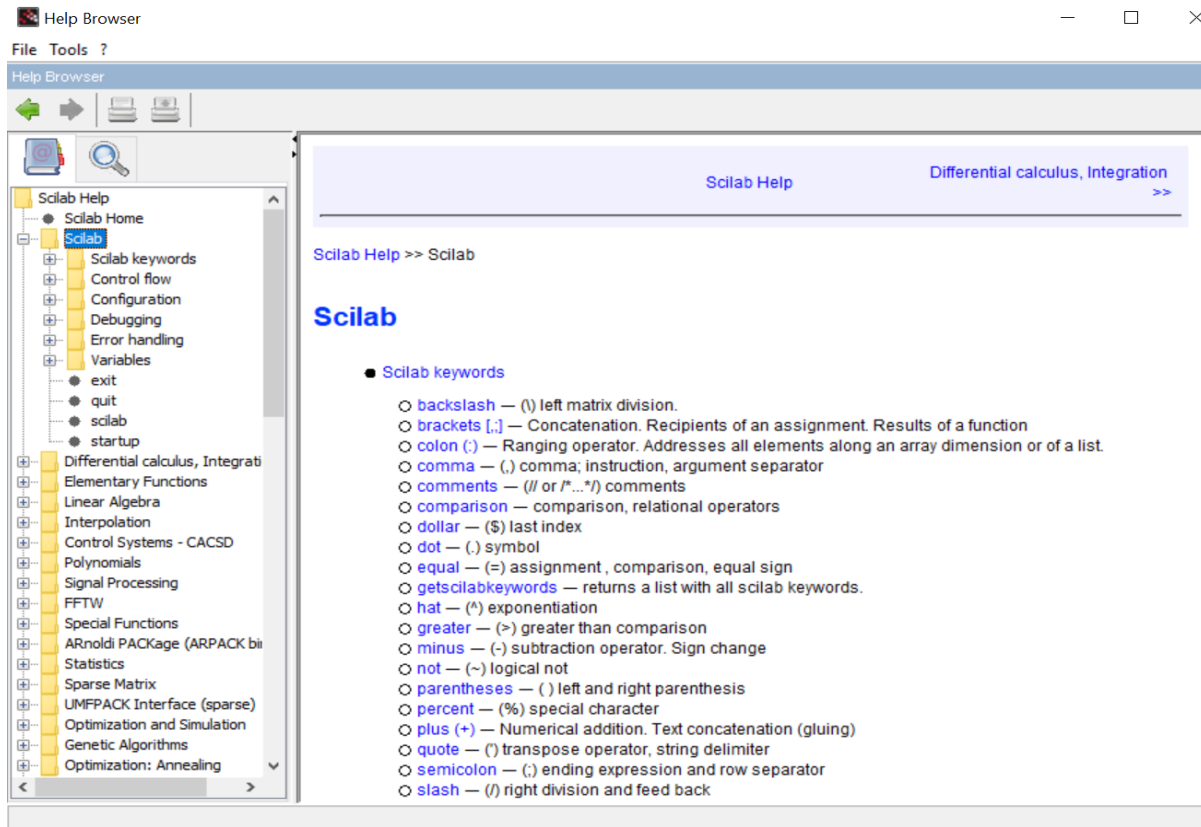 Help Browser
File Tools ?
Help Browser
Scilab Help
Scilab Home
Scilab
Scilab keywords
Control flow
Configuration
Debugging
Error handling
Variables
exit
quit
scilab
startup
Differential calculus, Integrati
Elementary Functions
Linear Algebra
Interpolation
Control Systems - CACSD
Polynomials
Signal Processing
FFTW
Special Functions
ARnoldi PACKage (ARPACK bin
Statistics
Sparse Matrix
UMFPACK Interface (sparse)
Optimization and Simulation
Genetic Algorithms
Optimization: Annealing
Scilab Help
Differential calculus, Integration
>>
Scilab Help >> Scilab
Scilab
Scilab keywords
backslash — (\) left matrix division.
brackets [,;] — Concatenation. Recipients of an assignment. Results of a function
colon (:) — Ranging operator. Addresses all elements along an array dimension or of a list.
comma — (,) comma; instruction, argument separator
comments — (// or /*...*/) comments
comparison — comparison, relational operators
dollar — ($) last index
dot — (.) symbol
equal — (=) assignment , comparison, equal sign
getscilabkeywords — returns a list with all scilab keywords.
hat — (^) exponentiation
greater — (>) greater than comparison
minus — (-) subtraction operator. Sign change
not — (~) logical not
parentheses — ( ) left and right parenthesis
percent — (%) special character
plus (+) — Numerical addition. Text concatenation (gluing)
quote — (') transpose operator, string delimiter
semicolon — (;) ending expression and row separator
slash — (/) right division and feed back